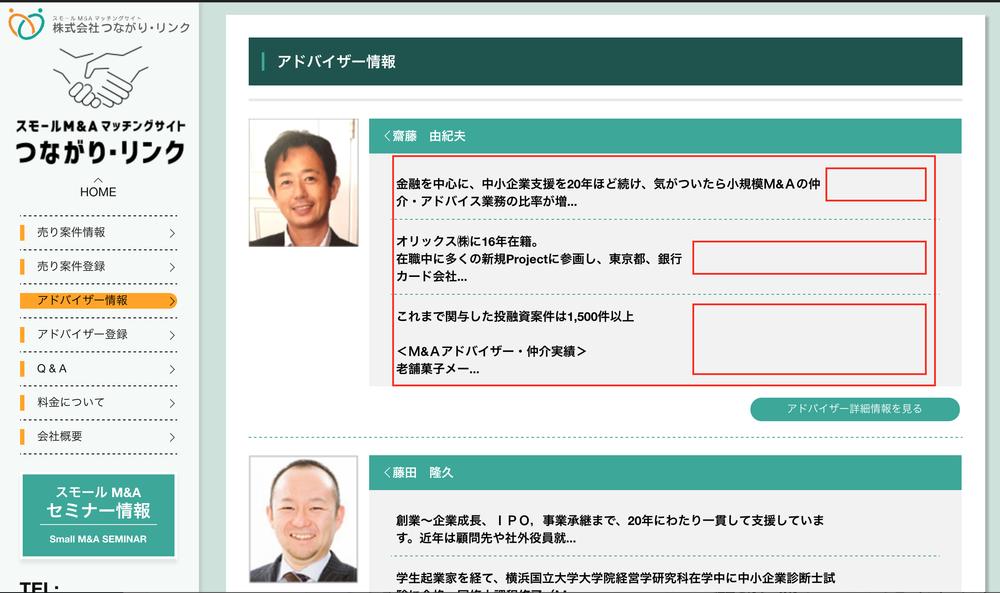 スモールM&Aマッチングサイト
株式会社つながり・リンク
スモールM&Aマッチングサイト
つながり・リンク
HOME
売り案件情報
売り案件登録
アドバイザー情報
アドバイザー登録
Q&A
料金について
会社概要
スモール M&A
セミナー情報
Small M&A SEMINAR
TEL:
アドバイザー情報
齋藤　由紀夫
金融を中心に、中小企業支援を20年ほど続け、気がついたら小規模M&Aの仲
介・アドバイス業務の比率が増...
オリックス㈱に16年在籍。
在職中に多くの新規Projectに参画し、東京都、銀行
カード会社...
これまで関与した投融資案件は1,500件以上
＜M&Aアドバイザー・仲介実績＞
老舗菓子メー...
アドバイザー詳細情報を見る
藤田　隆久
創業～企業成長、ＩＰＯ，事業承継まで、20年にわたり一貫して支援していま
す。近年は顧問先や社外役員就...
学生起業家を経て、横浜国立大学大学院経営学研究科在学中に中小企業診断士試